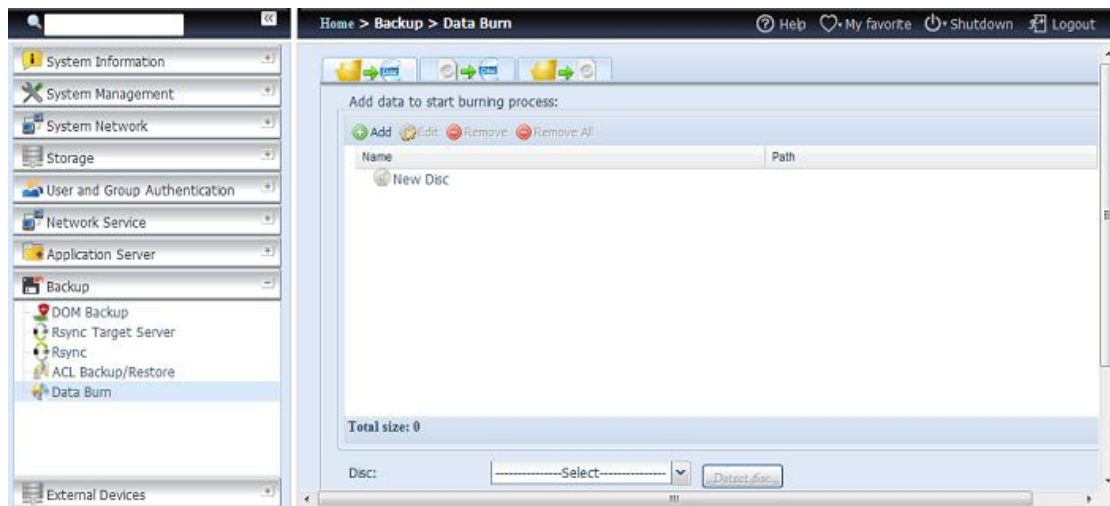 Home > Backup > Data Burn
Help My favorite Shutdown Logout
System Information
System Management
System Network
Storage
User and Group Authentication
Network Service
Application Server
Backup
DOM Backup
Rsync Target Server
Rsync
ACL Backup/Restore
Data Burn
External Devices
Add data to start burning process:
Add Edit Remove Remove All
Name Path
New Disc
Total size: 0
Disc: ---------------Select--------------- Detect disc